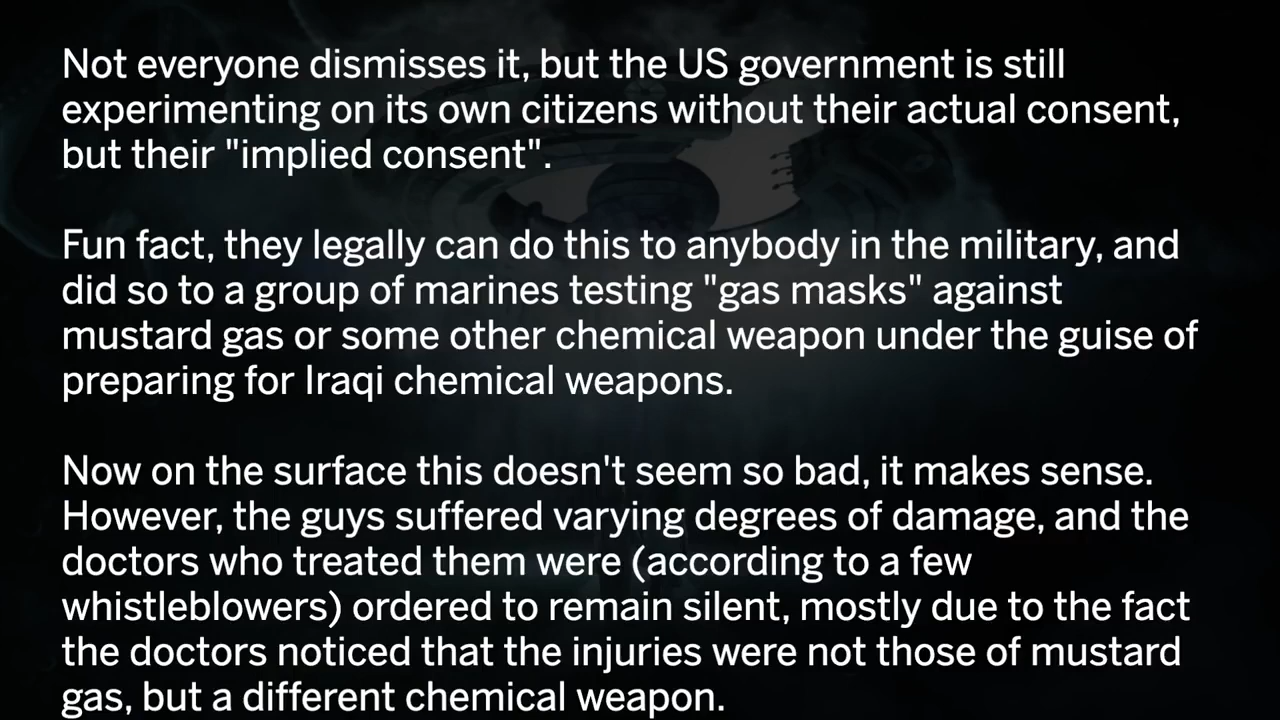 Not everyone dismisses it, but the US government is still
experimenting on its own citizens without their actual consent,
but their "implied consent".
Fun fact, they legally can do this to anybody in the military, and
did so to a group of marines testing "gas masks" against
mustard gas or some other chemical weapon under the guise of
preparing for Iraqi chemical weapons.
Now on the surface this doesn't seem so bad, it makes sense.
However, the guys suffered varying degrees of damage, and the
doctors who treated them were (according to a few
whistleblowers) ordered to remain silent, mostly due to the fact
the doctors noticed that the injuries were not those of mustard
gas, but a different chemical weapon.